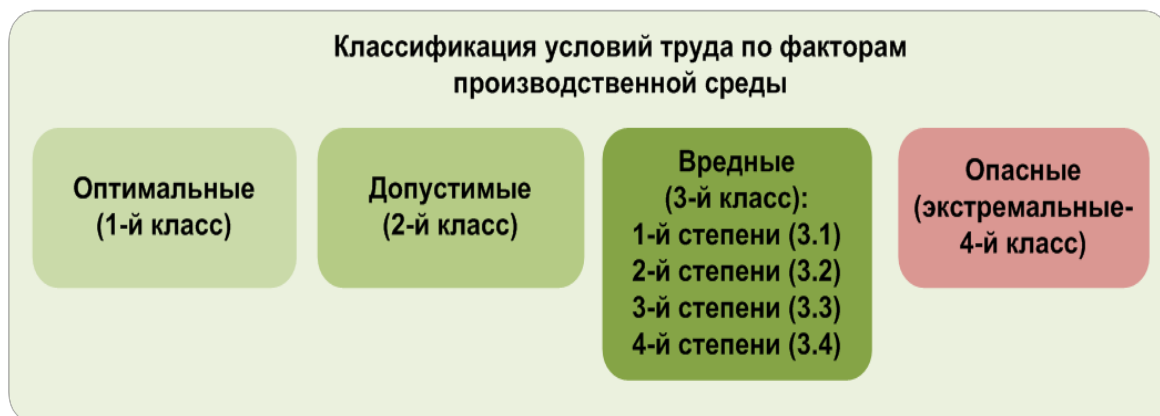 Классификация условий труда по факторам
производственной среды
Оптимальные
(1-й класс)
Допустимые
(2-й класс)
Вредные
(3-й класс):
1-й степени (3.1)
2-й степени (3.2)
3-й степени (3.3)
4-й степени (3.4)
Опасные
(экстремальные-
4-й класс)